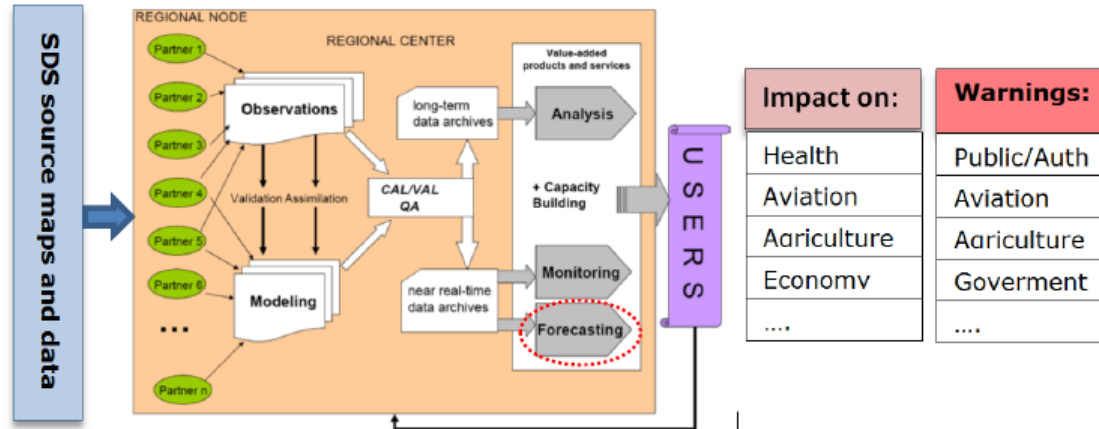 SDS source maps and data
REGIONAL NODE
REGIONAL CENTER
Partner 1
Partner 2
Partner 3
Partner 4
Partner 5
Partner 6
...
Partner n
Observations
Validation Assimilation
Modeling
CAL/VAL
QA
long-term
data archives
near real-time
data archives
Value-added
products and services
Analysis
+ Capacity
Building
Monitoring
Forecasting
USERS
Impact on:
Health
Aviation
Agriculture
Economy
....
Warnings:
Public/Auth
Aviation
Agriculture
Goverment
....